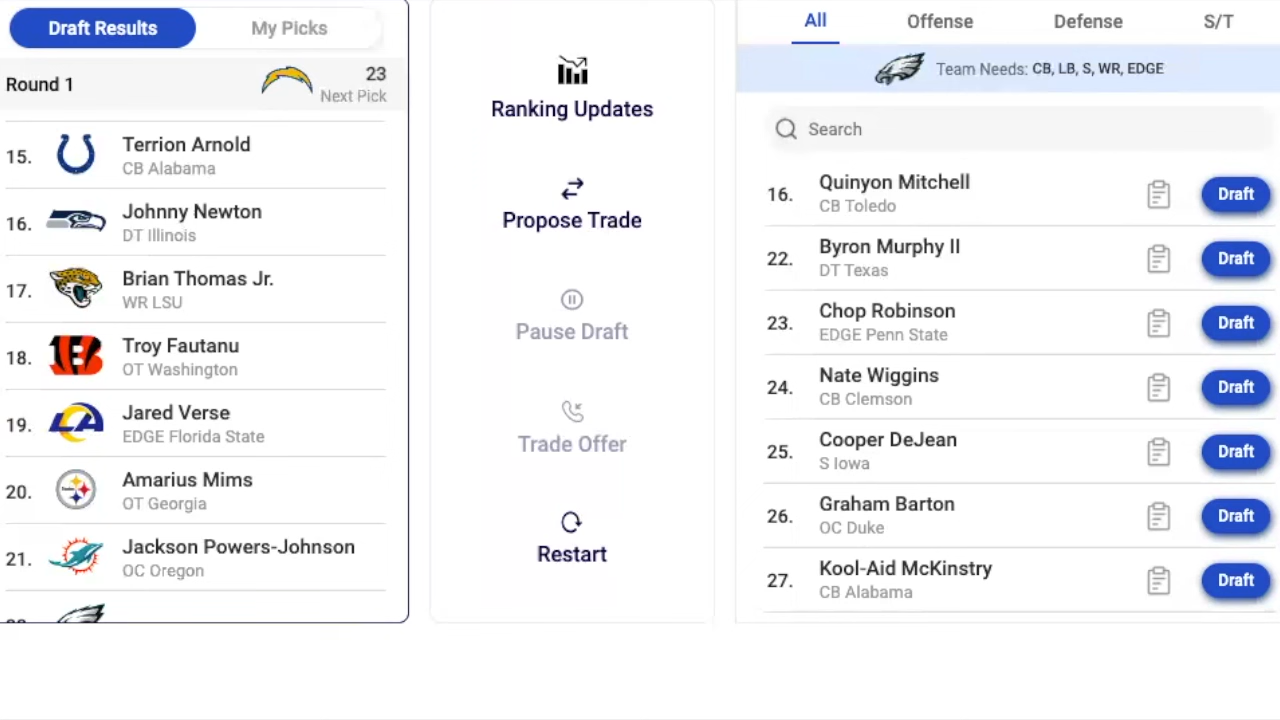 Draft Results
My Picks
Round 1
23
Next Pick
15.
Terrion Arnold
CB Alabama
16.
Johnny Newton
DT Illinois
17.
Brian Thomas Jr.
WR LSU
18.
Troy Fautanu
OT Washington
19.
Jared Verse
EDGE Florida State
20.
Amarius Mims
OT Georgia
21.
Jackson Powers-Johnson
OC Oregon
Ranking Updates
Propose Trade
Pause Draft
Trade Offer
Restart
All
Offense
Defense
S/T
Team Needs: CB, LB, S, WR, EDGE
Search
16.
Quinyon Mitchell
CB Toledo
Draft
22.
Byron Murphy II
DT Texas
Draft
23.
Chop Robinson
EDGE Penn State
Draft
24.
Nate Wiggins
CB Clemson
Draft
25.
Cooper DeJean
S Iowa
Draft
26.
Graham Barton
OC Duke
Draft
27.
Kool-Aid McKinstry
CB Alabama
Draft